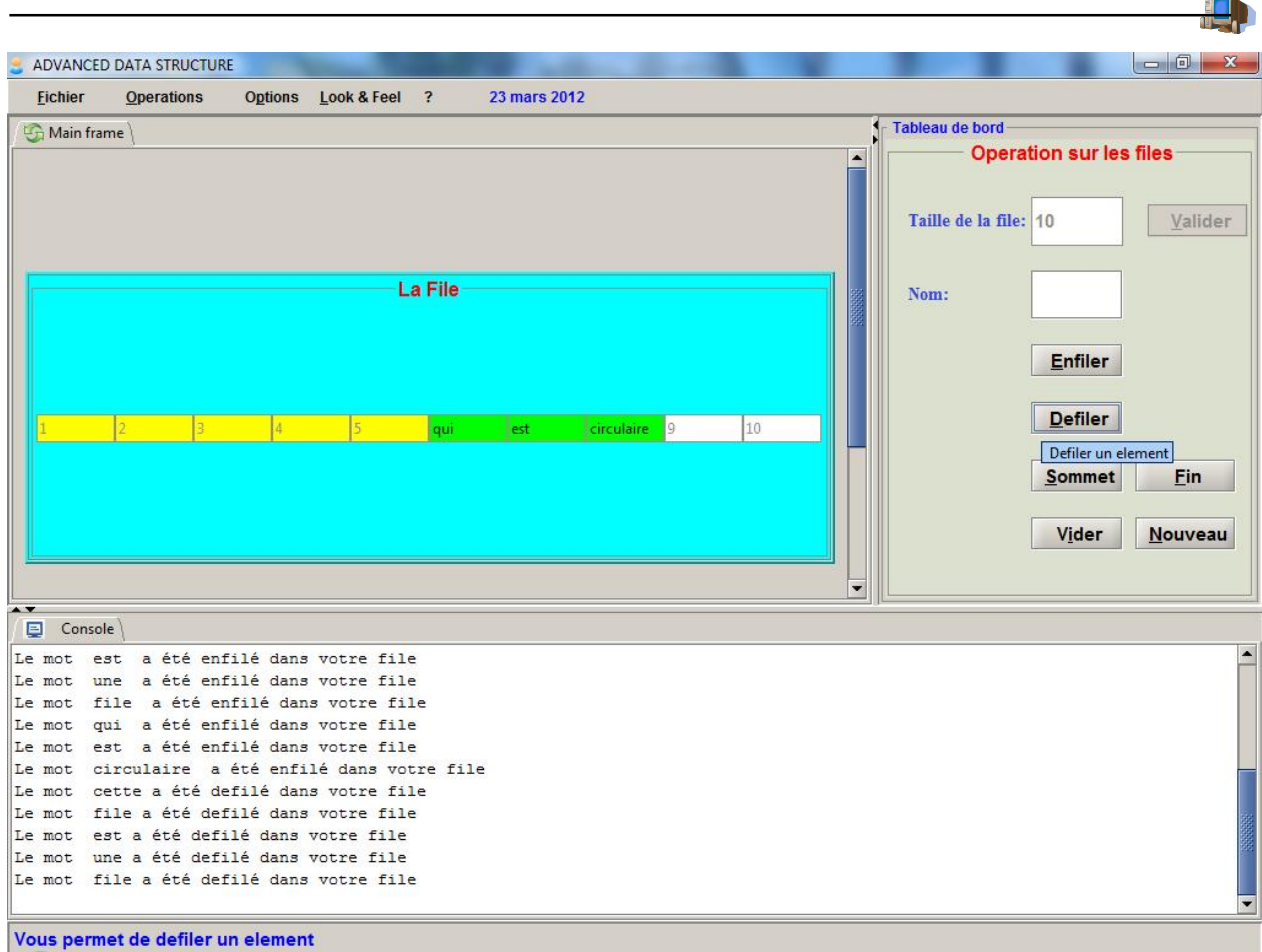 ADVANCED DATA STRUCTURE
Fichier Operations Options Look & Feel ? 23 mars 2012
Main frame
La File
1 2 3 4 5 qui est circulaire 9 10
Tableau de bord
Operation sur les files
Taille de la file: 10 Valider
Nom:
Enfiler
Defiler
Defiler un element
Sommet Fin
Vider Nouveau
Console
Le mot est a été enfilé dans votre file
Le mot une a été enfilé dans votre file
Le mot file a été enfilé dans votre file
Le mot qui a été enfilé dans votre file
Le mot est a été enfilé dans votre file
Le mot circulaire a été enfilé dans votre file
Le mot cette a été defilé dans votre file
Le mot file a été defilé dans votre file
Le mot est a été defilé dans votre file
Le mot une a été defilé dans votre file
Le mot file a été defilé dans votre file
Vous permet de defiler un element